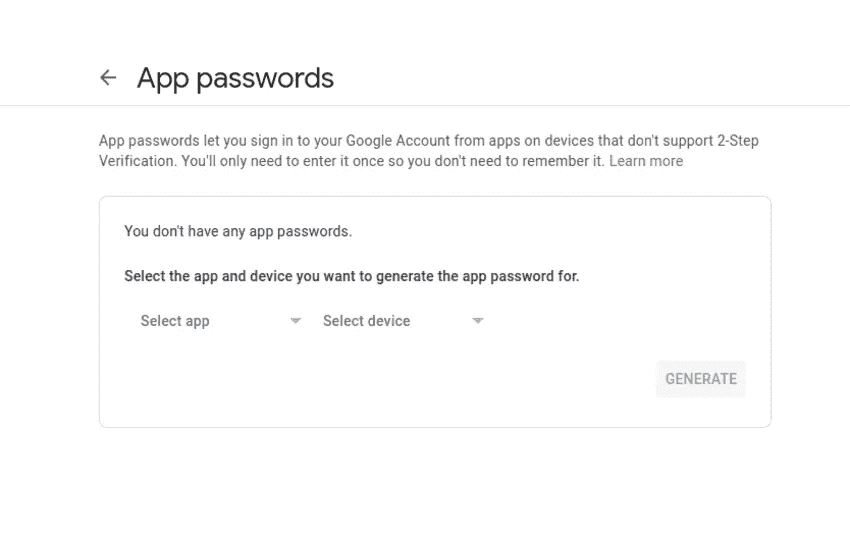 App passwords
App passwords let you sign in to your Google Account from apps on devices that don't support 2-Step
Verification. You'll only need to enter it once so you don't need to remember it. Learn more
You don't have any app passwords.
Select the app and device you want to generate the app password for.
Select app Select device
GENERATE